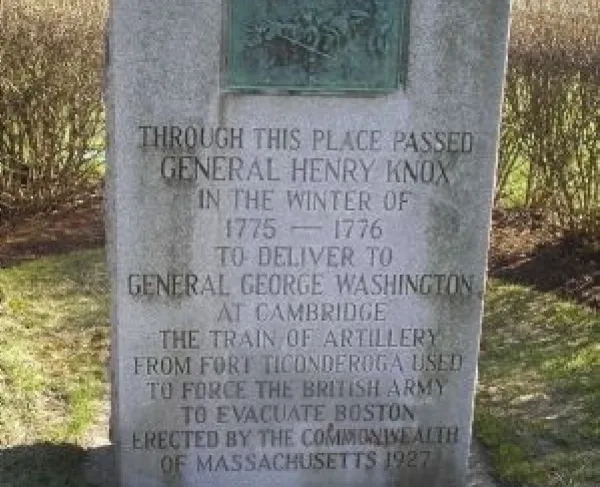 THROUGH THIS PLACE PASSED
GENERAL HENRY KNOX
IN THE WINTER OF
1775 — 1776
TO DELIVER TO
GENERAL GEORGE WASHINGTON
AT CAMBRIDGE
THE TRAIN OF ARTILLERY
FROM FORT TICONDEROGA USED
TO FORCE THE BRITISH ARMY
TO EVACUATE BOSTON
ERECTED BY THE COMMONWEALTH
OF MASSACHUSETTS 1927